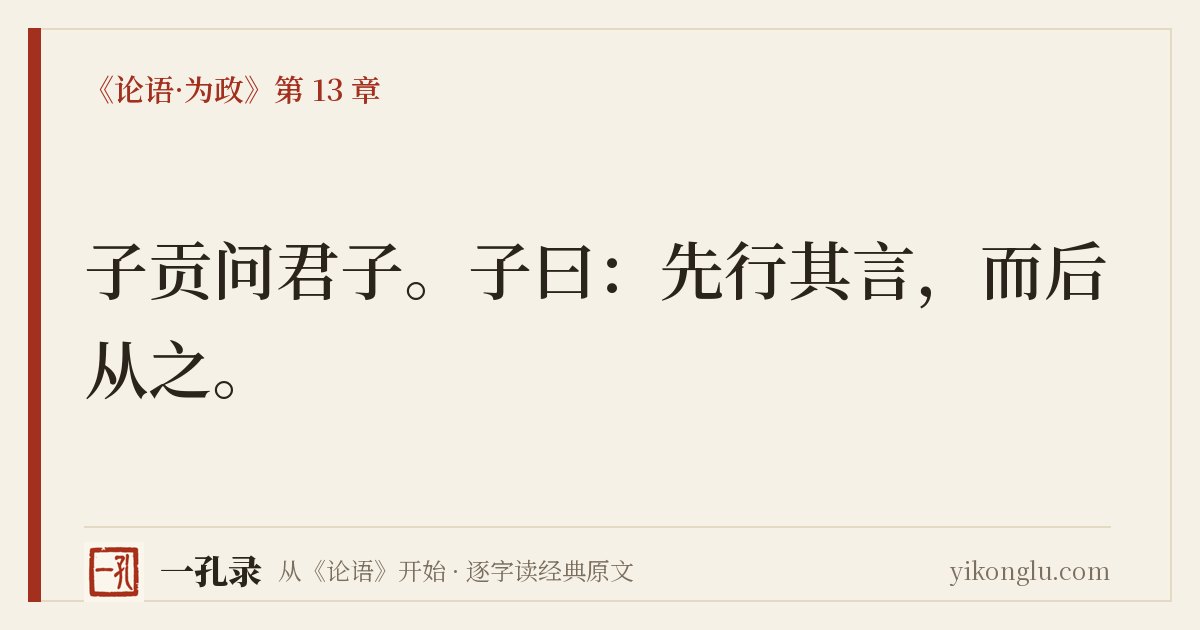 《论语·为政》第 13 章
子贡问君子。子曰：先行其言，而后
从之。
一孔
一孔录 从《论语》开始 · 逐字读经典原文 yikonglu.com